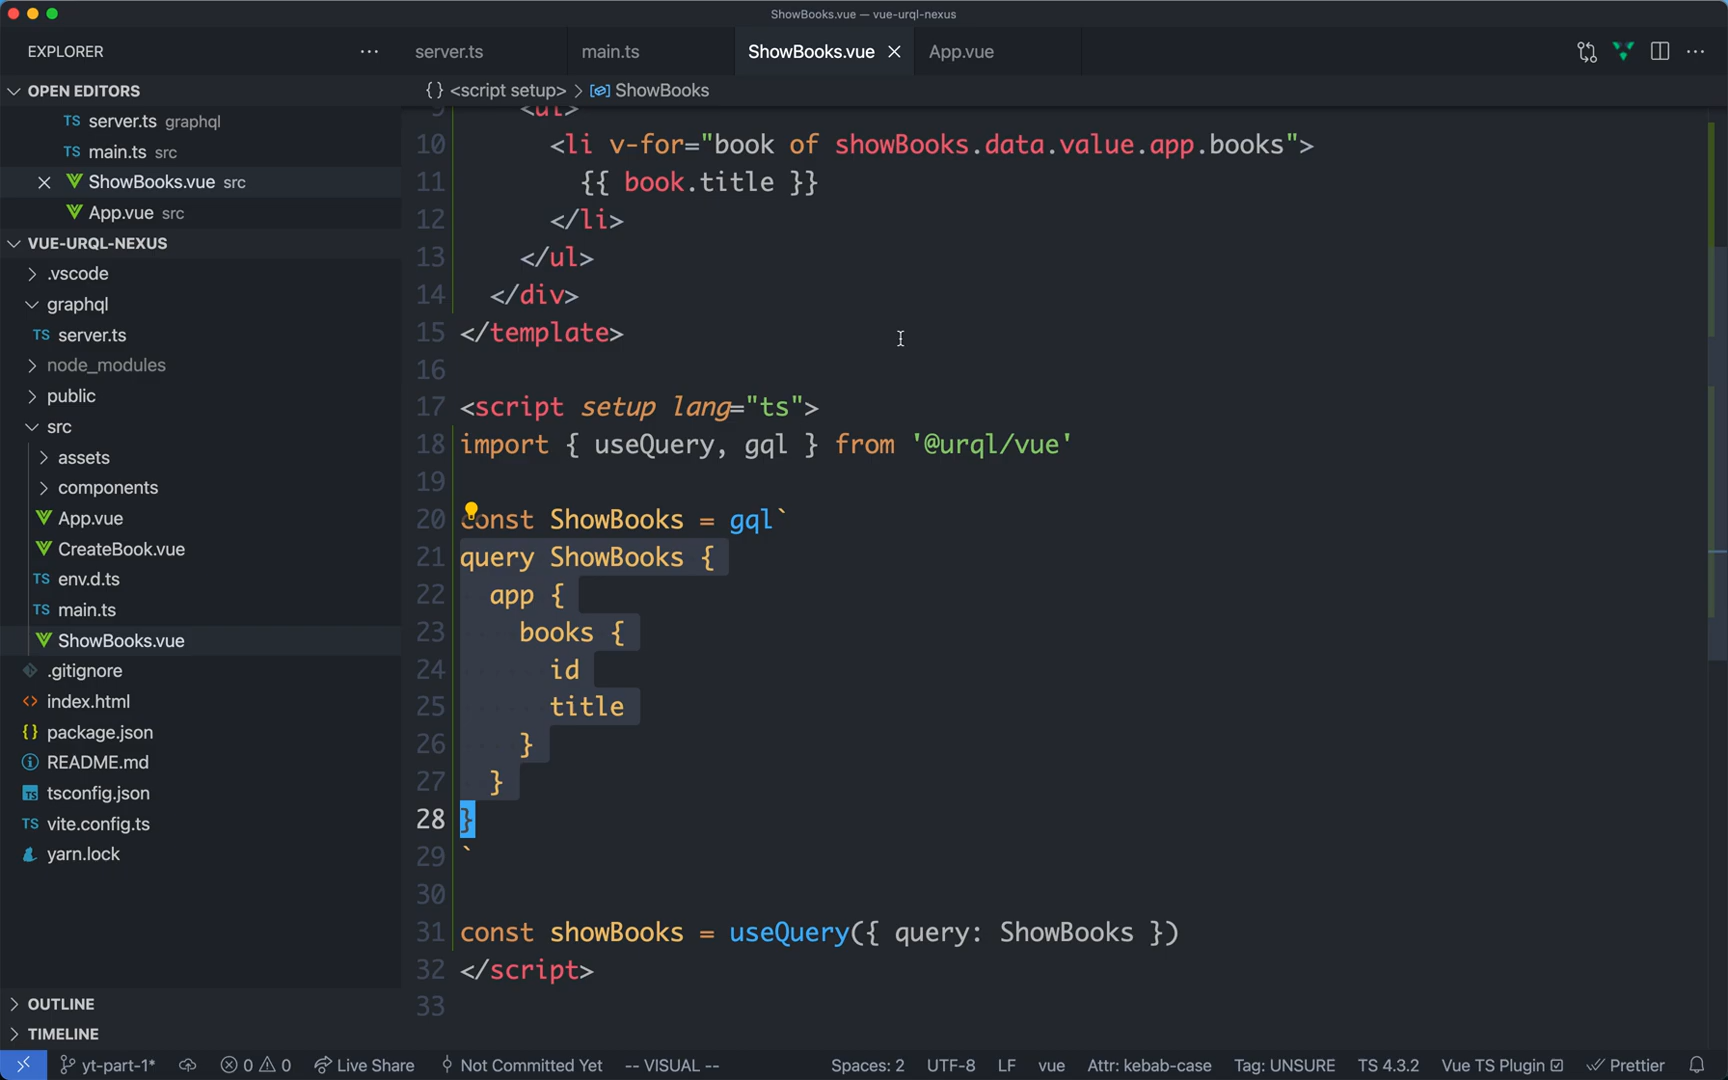 ShowBooks.vue — vue-urql-nexus
EXPLORER
server.ts
main.ts
ShowBooks.vue
App.vue
OPEN EDITORS
server.ts graphql
main.ts src
ShowBooks.vue src
App.vue src
VUE-URQL-NEXUS
.vscode
graphql
server.ts
node_modules
public
src
assets
components
App.vue
CreateBook.vue
env.d.ts
main.ts
ShowBooks.vue
.gitignore
index.html
package.json
README.md
tsconfig.json
vite.config.ts
yarn.lock
OUTLINE
TIMELINE
{} <script setup> > ShowBooks
9 <ul>
10 <li v-for="book of showBooks.data.value.app.books">
11 {{ book.title }}
12 </li>
13 </ul>
14 </div>
15 </template>
16
17 <script setup lang="ts">
18 import { useQuery, gql } from '@urql/vue'
19
20 const ShowBooks = gql`
21 query ShowBooks {
22 app {
23 books {
24 id
25 title
26 }
27 }
28 }
29 `
30
31 const showBooks = useQuery({ query: ShowBooks })
32 </script>
33
yt-part-1* 0 0 Live Share Not Committed Yet -- VISUAL -- Spaces: 2 UTF-8 LF vue Attr: kebab-case Tag: UNSURE TS 4.3.2 Vue TS Plugin Prettier